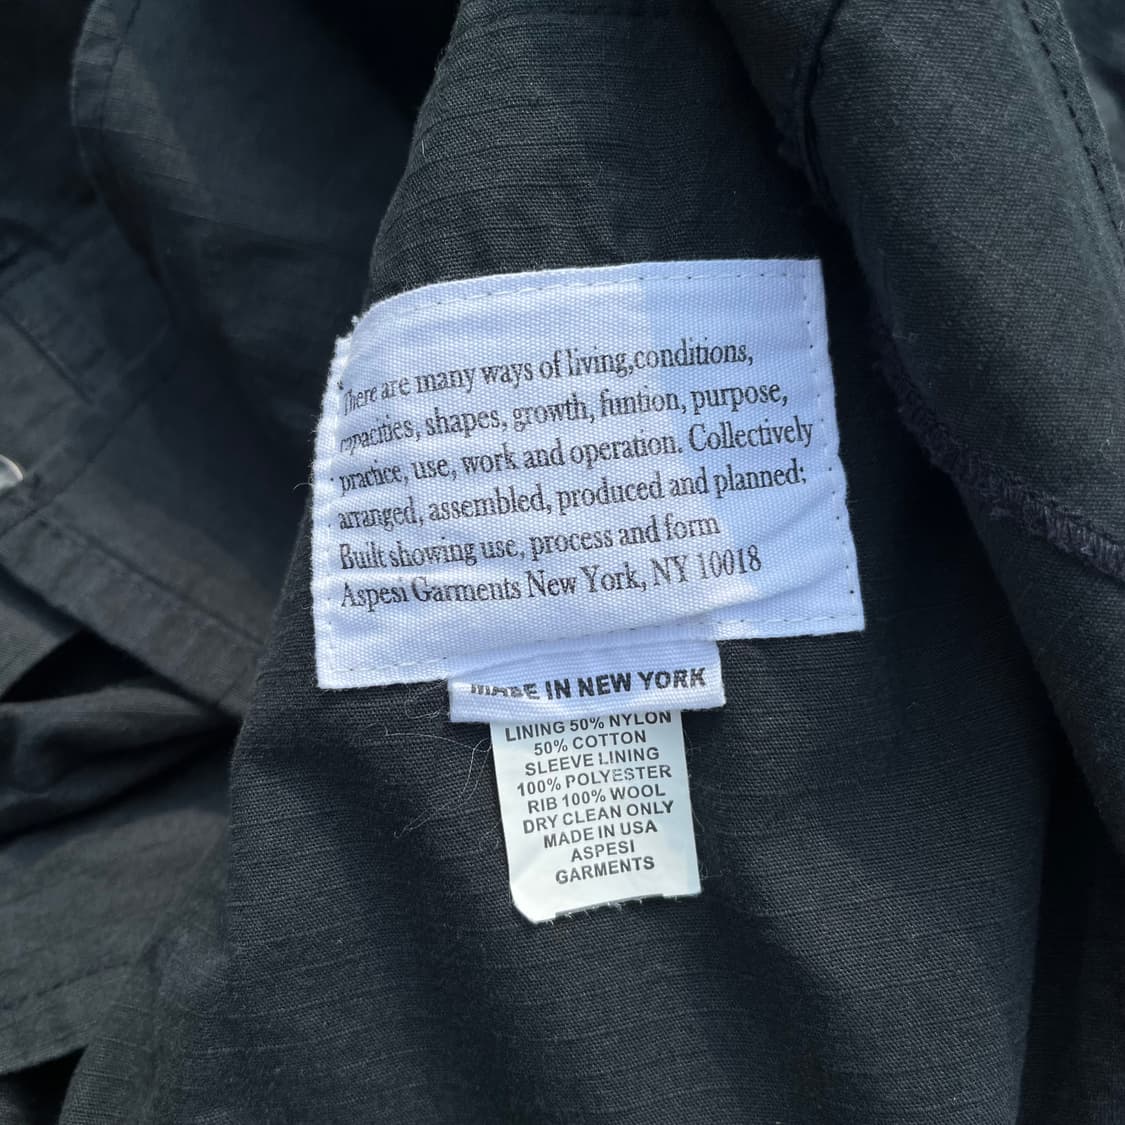 There are many ways of living,conditions,
capacities, shapes, growth, funtion, purpose,
practice, use, work and operation. Collectively
arranged, assembled, produced and planned;
Built showing use, process and form
Aspesi Garments New York, NY 10018
MADE IN NEW YORK
LINING 50% NYLON
50% COTTON
SLEEVE LINING
100% POLYESTER
RIB 100% WOOL
DRY CLEAN ONLY
MADE IN USA
ASPESI
GARMENTS